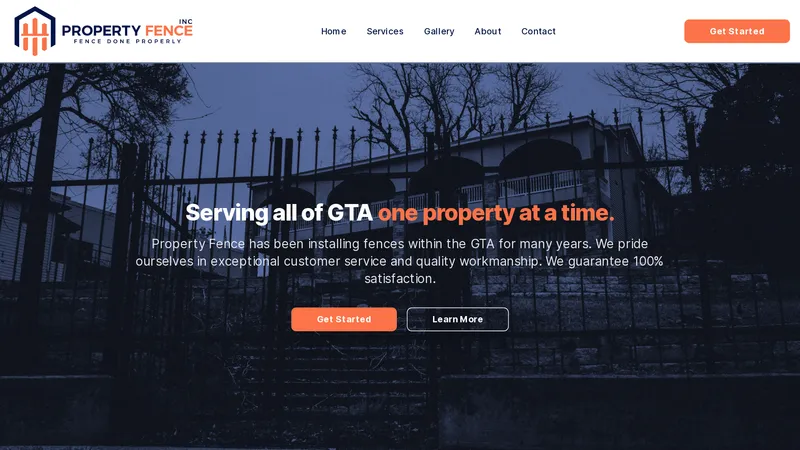 INC
PROPERTY FENCE
FENCE DONE PROPERLY
Home Services Gallery About Contact
Get Started
Serving all of GTA one property at a time.
Property Fence has been installing fences within the GTA for many years. We pride
ourselves in exceptional customer service and quality workmanship. We guarantee 100%
satisfaction.
Get Started Learn More